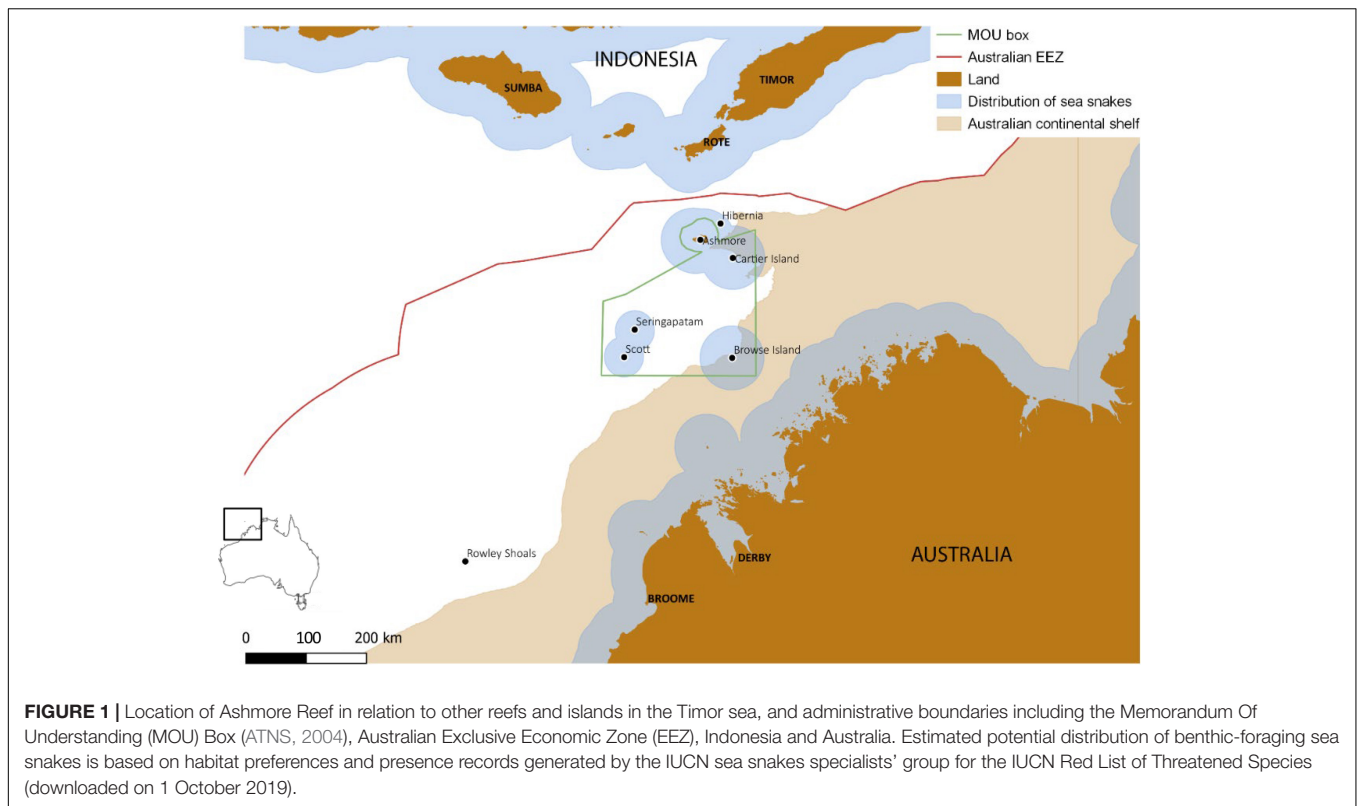 INDONESIA
SUMBA
TIMOR
ROTE
MOU box
Australian EEZ
Land
Distribution of sea snakes
Australian continental shelf
Hibernia
Ashmore
Cartier Island
Seringapatam
Scott
Browse Island
Rowley Shoals
DERBY
BROOME
AUSTRALIA
0 100 200 km
FIGURE 1 | Location of Ashmore Reef in relation to other reefs and islands in the Timor sea, and administrative boundaries including the Memorandum Of
Understanding (MOU) Box (ATNS, 2004), Australian Exclusive Economic Zone (EEZ), Indonesia and Australia. Estimated potential distribution of benthic-foraging sea
snakes is based on habitat preferences and presence records generated by the IUCN sea snakes specialists' group for the IUCN Red List of Threatened Species
(downloaded on 1 October 2019).